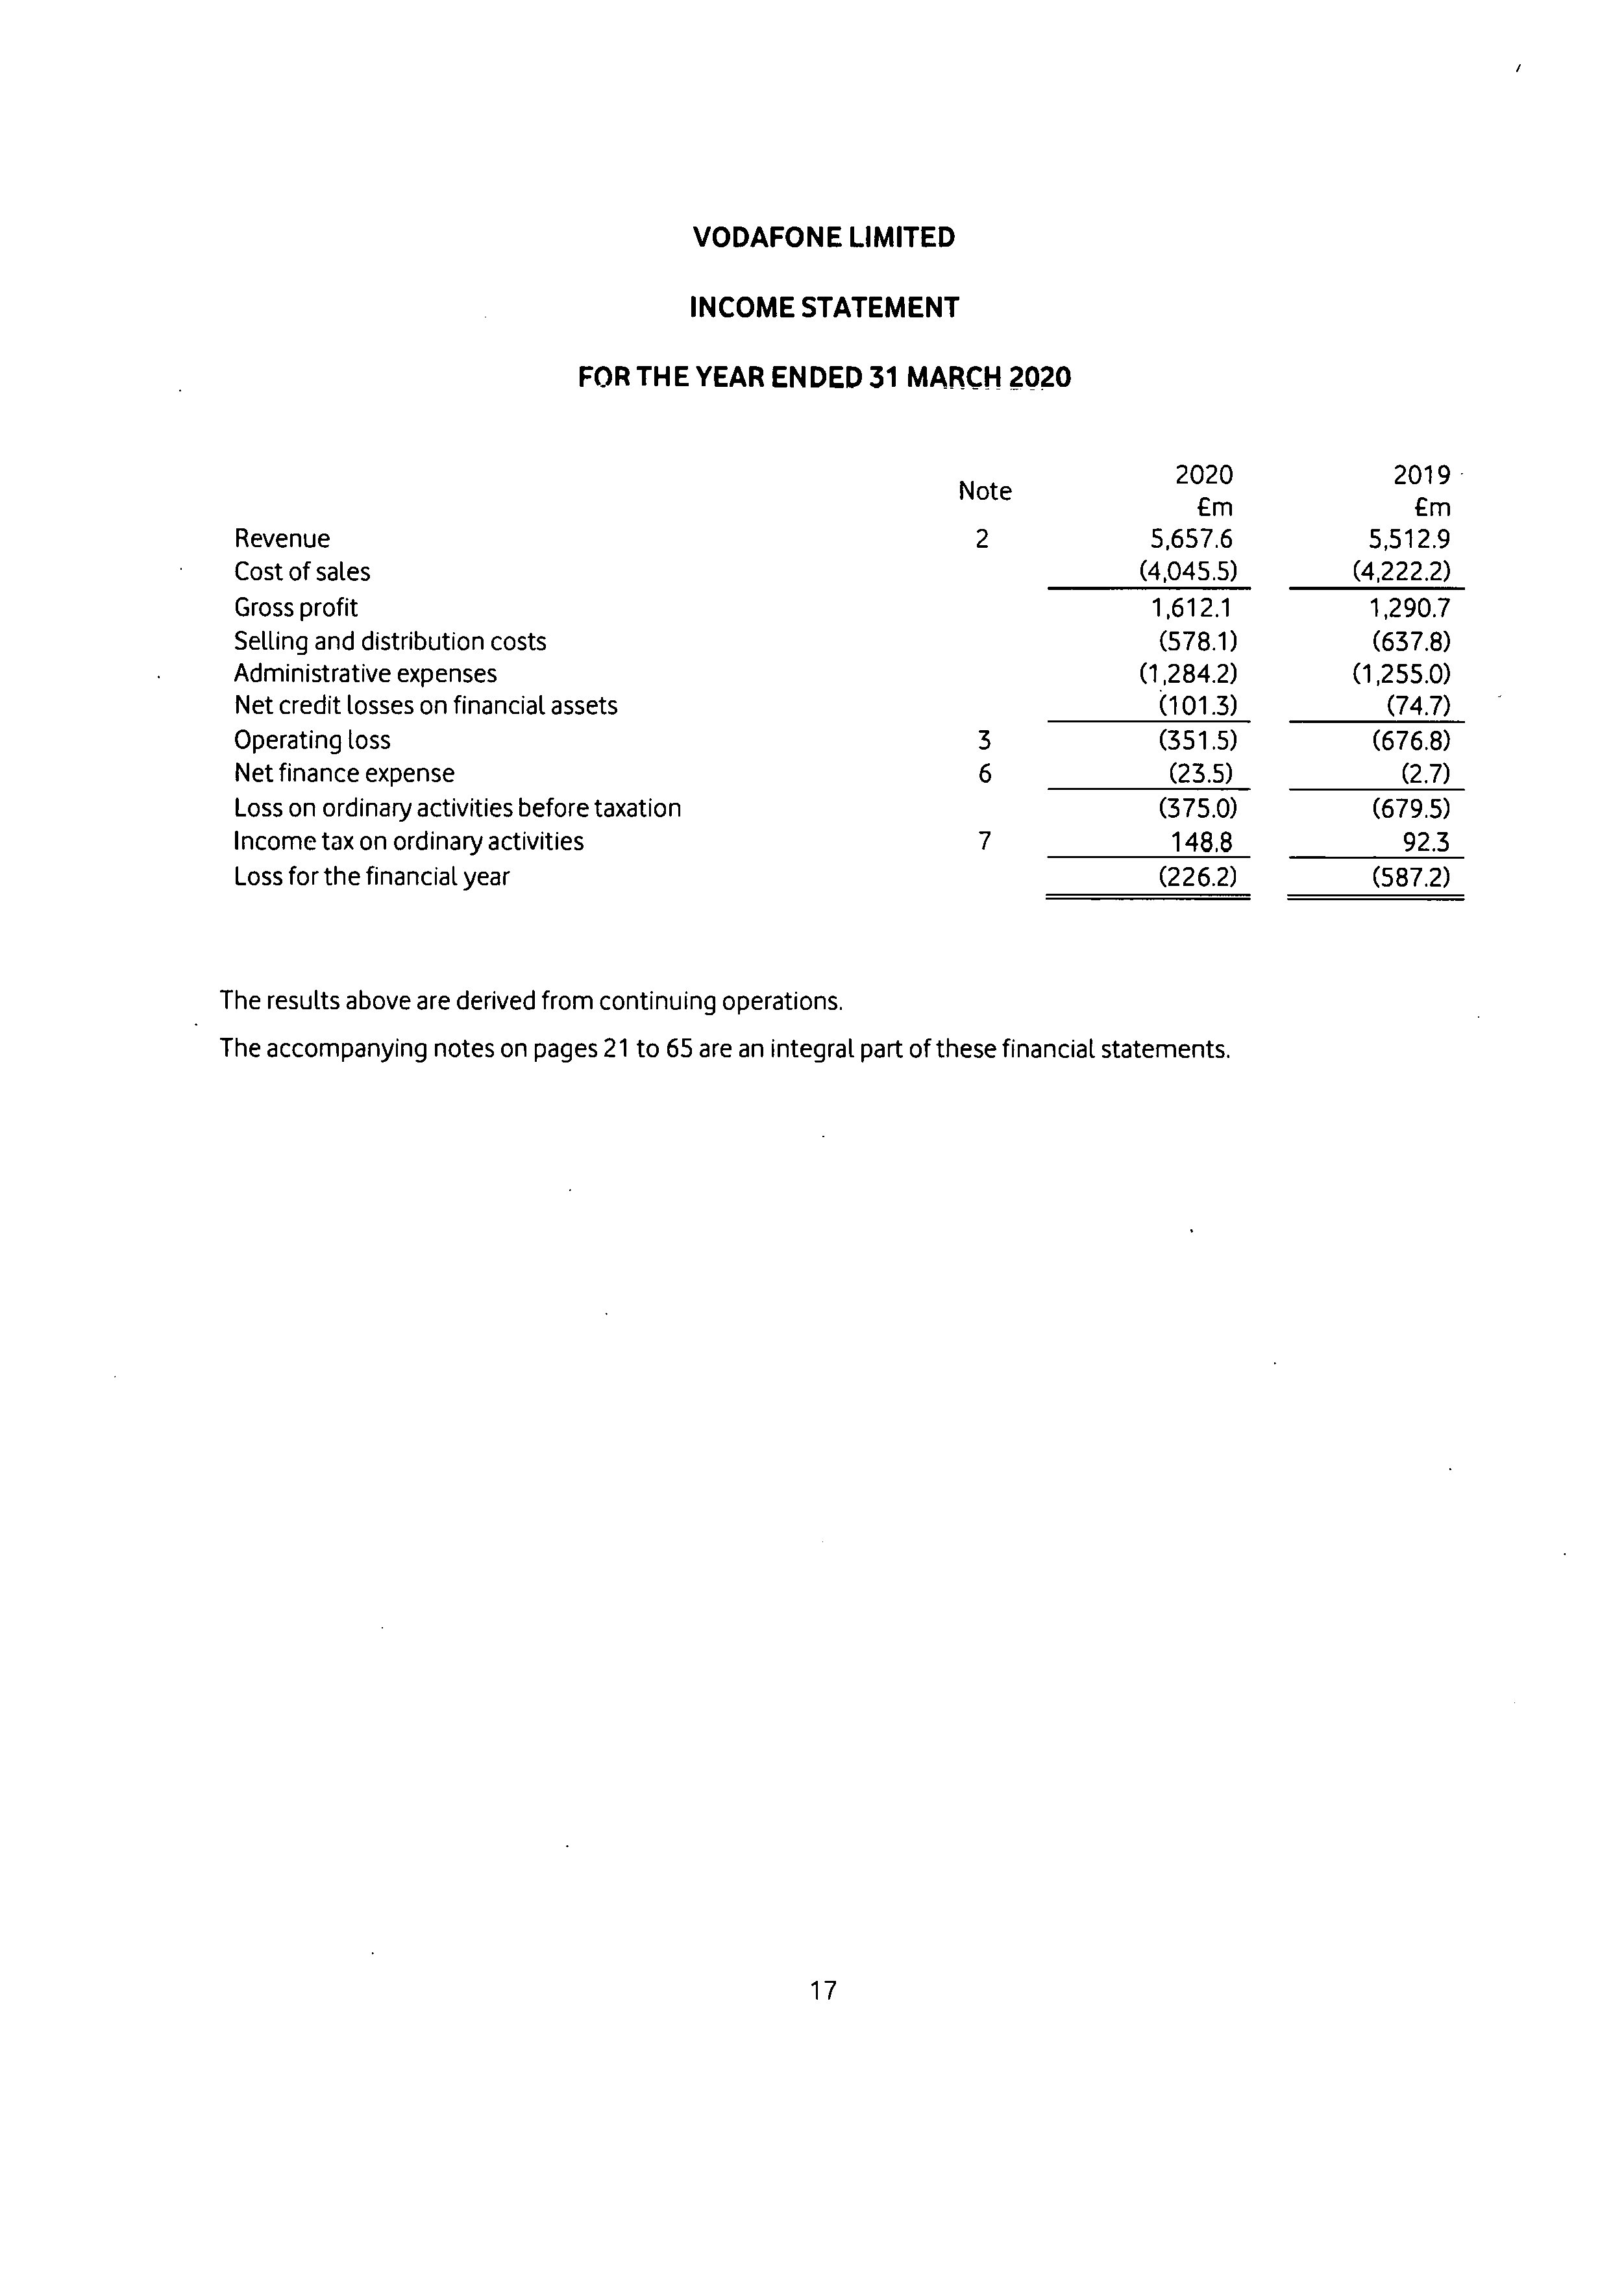 VODAFONE LIMITED
INCOME STATEMENT
FOR THE YEAR ENDED 31 MARCH 2020
Note 2020 2019
£m £m
Revenue 2 5,657.6 5,512.9
Cost of sales (4,045.5) (4,222.2)
Gross profit 1,612.1 1,290.7
Selling and distribution costs (578.1) (637.8)
Administrative expenses (1,284.2) (1,255.0)
Net credit losses on financial assets (101.3) (74.7)
Operating loss 3 (351.5) (676.8)
Net finance expense 6 (23.5) (2.7)
Loss on ordinary activities before taxation (375.0) (679.5)
Income tax on ordinary activities 7 148.8 92.3
Loss for the financial year (226.2) (587.2)
The results above are derived from continuing operations.
The accompanying notes on pages 21 to 65 are an integral part of these financial statements.
17